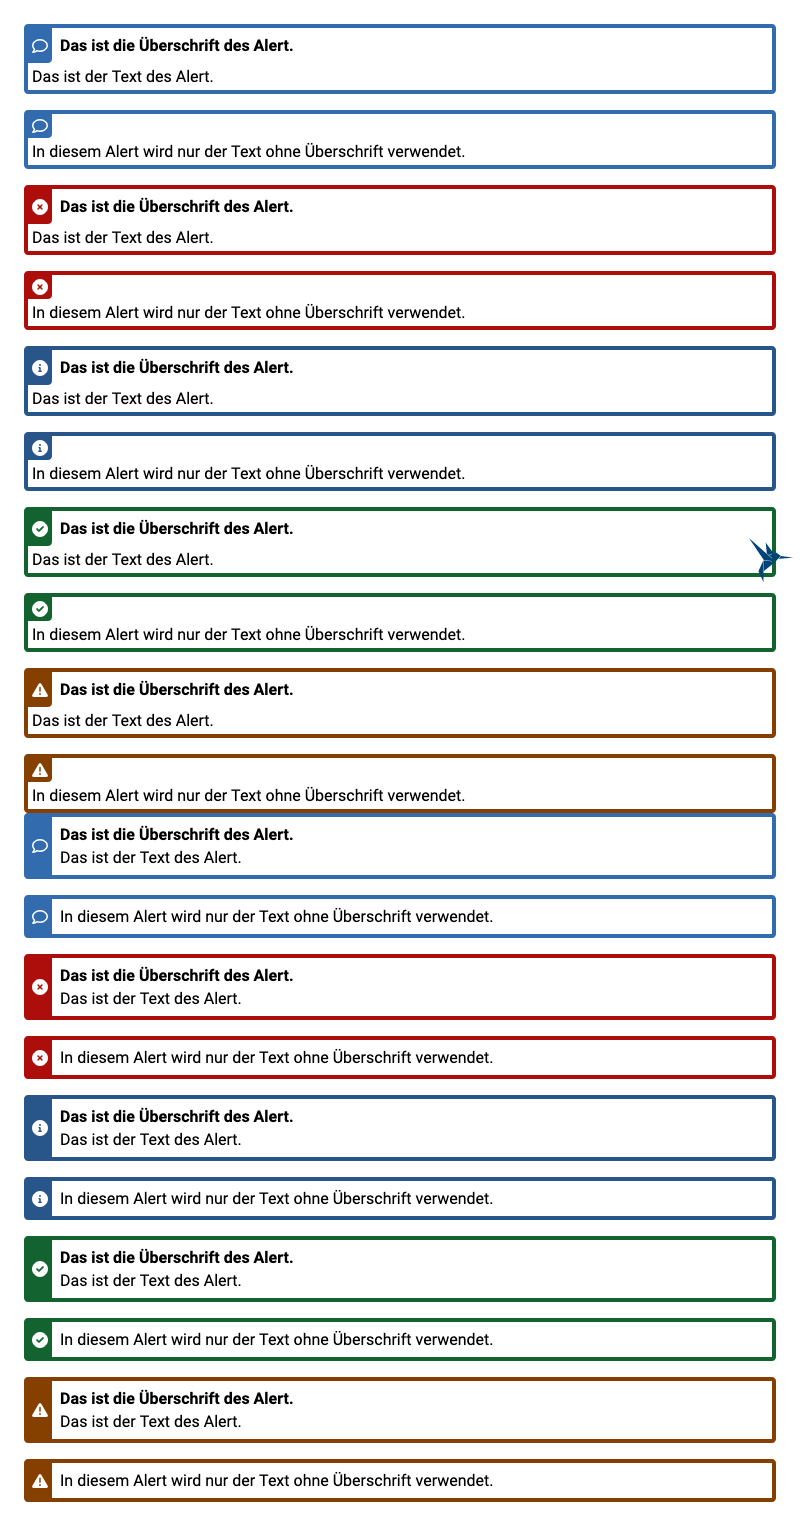 Das ist die Überschrift des Alert.
Das ist der Text des Alert.
In diesem Alert wird nur der Text ohne Überschrift verwendet.
Das ist die Überschrift des Alert.
Das ist der Text des Alert.
In diesem Alert wird nur der Text ohne Überschrift verwendet.
Das ist die Überschrift des Alert.
Das ist der Text des Alert.
In diesem Alert wird nur der Text ohne Überschrift verwendet.
Das ist die Überschrift des Alert.
Das ist der Text des Alert.
In diesem Alert wird nur der Text ohne Überschrift verwendet.
Das ist die Überschrift des Alert.
Das ist der Text des Alert.
In diesem Alert wird nur der Text ohne Überschrift verwendet.
Das ist die Überschrift des Alert.
Das ist der Text des Alert.
In diesem Alert wird nur der Text ohne Überschrift verwendet.
Das ist die Überschrift des Alert.
Das ist der Text des Alert.
In diesem Alert wird nur der Text ohne Überschrift verwendet.
Das ist die Überschrift des Alert.
Das ist der Text des Alert.
In diesem Alert wird nur der Text ohne Überschrift verwendet.
Das ist die Überschrift des Alert.
Das ist der Text des Alert.
In diesem Alert wird nur der Text ohne Überschrift verwendet.
Das ist die Überschrift des Alert.
Das ist der Text des Alert.
In diesem Alert wird nur der Text ohne Überschrift verwendet.